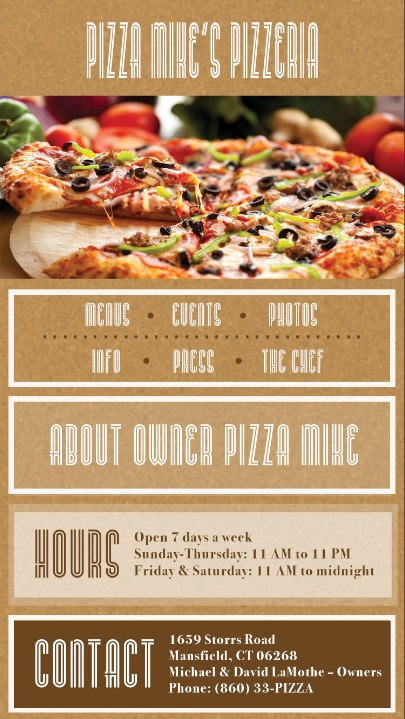 PIZZA MIKE'S PIZZERIA
MENUS • EVENTS • PHOTOS
INFO • PRESS • THE CHEF
ABOUT OWNER PIZZA MIKE
HOURS
Open 7 days a week
Sunday-Thursday: 11 AM to 11 PM
Friday & Saturday: 11 AM to midnight
CONTACT
1659 Storrs Road
Mansfield, CT 06268
Michael & David LaMothe – Owners
Phone: (860) 33-PIZZA